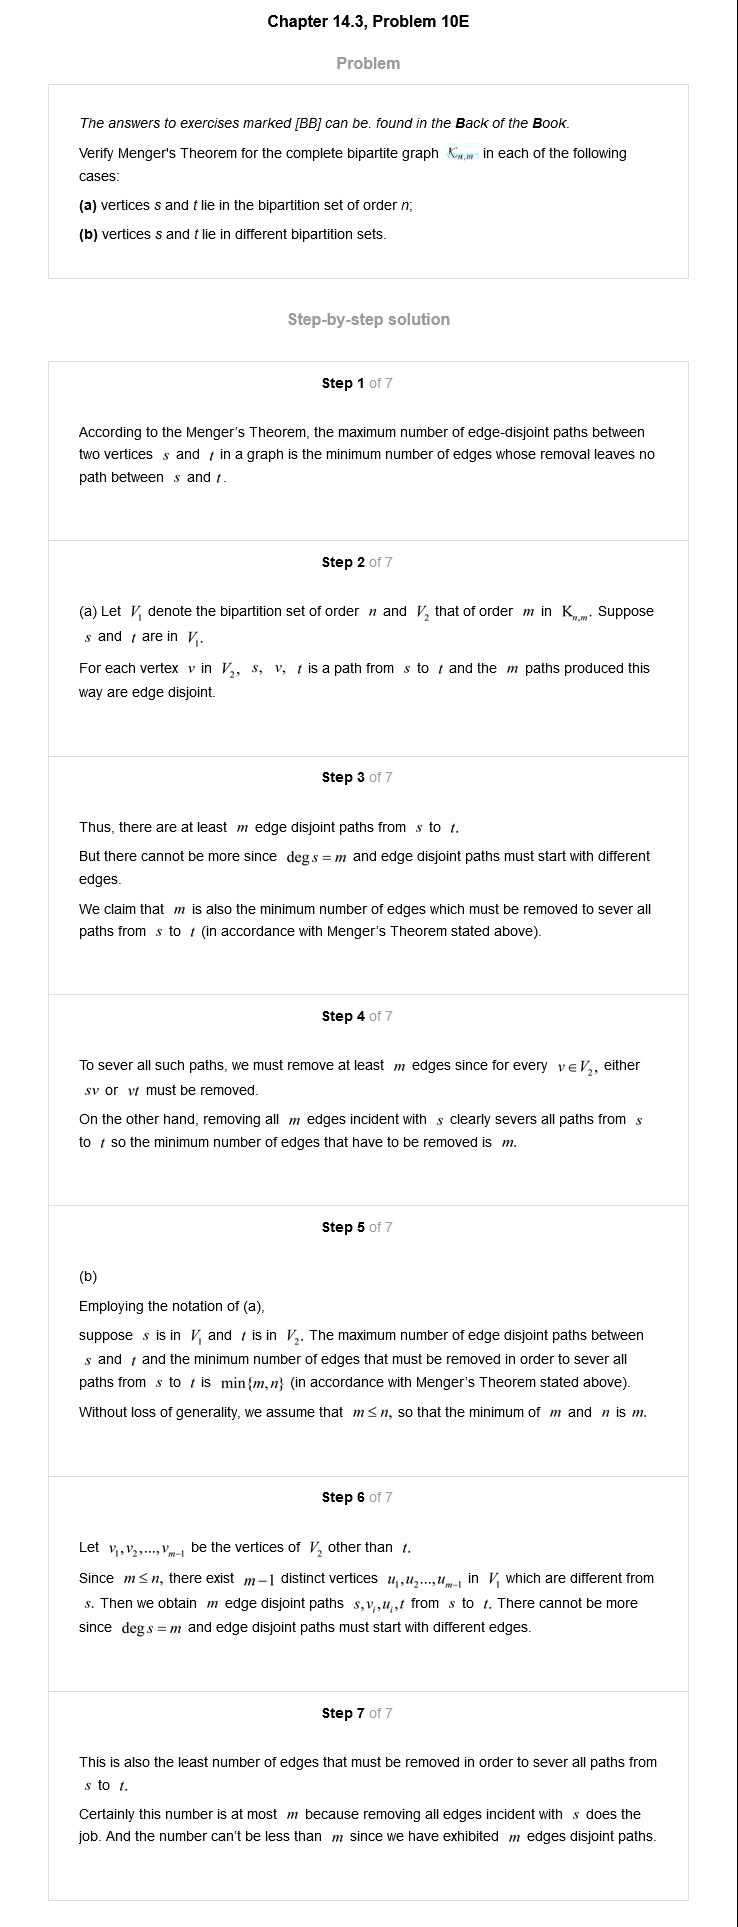 Chapter 14.3, Problem 10E
Problem
The answers to exercises marked [BB] can be. found in the Back of the Book.
Verify Menger's Theorem for the complete bipartite graph K_{n,m} in each of the following
cases:
(a) vertices s and t lie in the bipartition set of order n;
(b) vertices s and t lie in different bipartition sets.
Step-by-step solution
Step 1 of 7
According to the Menger's Theorem, the maximum number of edge-disjoint paths between
two vertices s and t in a graph is the minimum number of edges whose removal leaves no
path between s and t.
Step 2 of 7
(a) Let V₁ denote the bipartition set of order n and V₂ that of order m in K_{n,m}. Suppose
s and t are in V₁.
For each vertex v in V₂, s, v, t is a path from s to t and the m paths produced this
way are edge disjoint.
Step 3 of 7
Thus, there are at least m edge disjoint paths from s to t.
But there cannot be more since deg s = m and edge disjoint paths must start with different
edges.
We claim that m is also the minimum number of edges which must be removed to sever all
paths from s to t (in accordance with Menger's Theorem stated above).
Step 4 of 7
To sever all such paths, we must remove at least m edges since for every v ∈ V₂, either
sv or vt must be removed.
On the other hand, removing all m edges incident with s clearly severs all paths from s
to t so the minimum number of edges that have to be removed is m.
Step 5 of 7
(b)
Employing the notation of (a),
suppose s is in V₁ and t is in V₂. The maximum number of edge disjoint paths between
s and t and the minimum number of edges that must be removed in order to sever all
paths from s to t is min{m,n} (in accordance with Menger's Theorem stated above).
Without loss of generality, we assume that m ≤ n, so that the minimum of m and n is m.
Step 6 of 7
Let v₁,v₂,...,v_{m-1} be the vertices of V₂ other than t.
Since m ≤ n, there exist m−1 distinct vertices u₁,u₂...,u_{m-1} in V₁ which are different from
s. Then we obtain m edge disjoint paths s,v_i,u_i,t from s to t. There cannot be more
since deg s = m and edge disjoint paths must start with different edges.
Step 7 of 7
This is also the least number of edges that must be removed in order to sever all paths from
s to t.
Certainly this number is at most m because removing all edges incident with s does the
job. And the number can't be less than m since we have exhibited m edges disjoint paths.